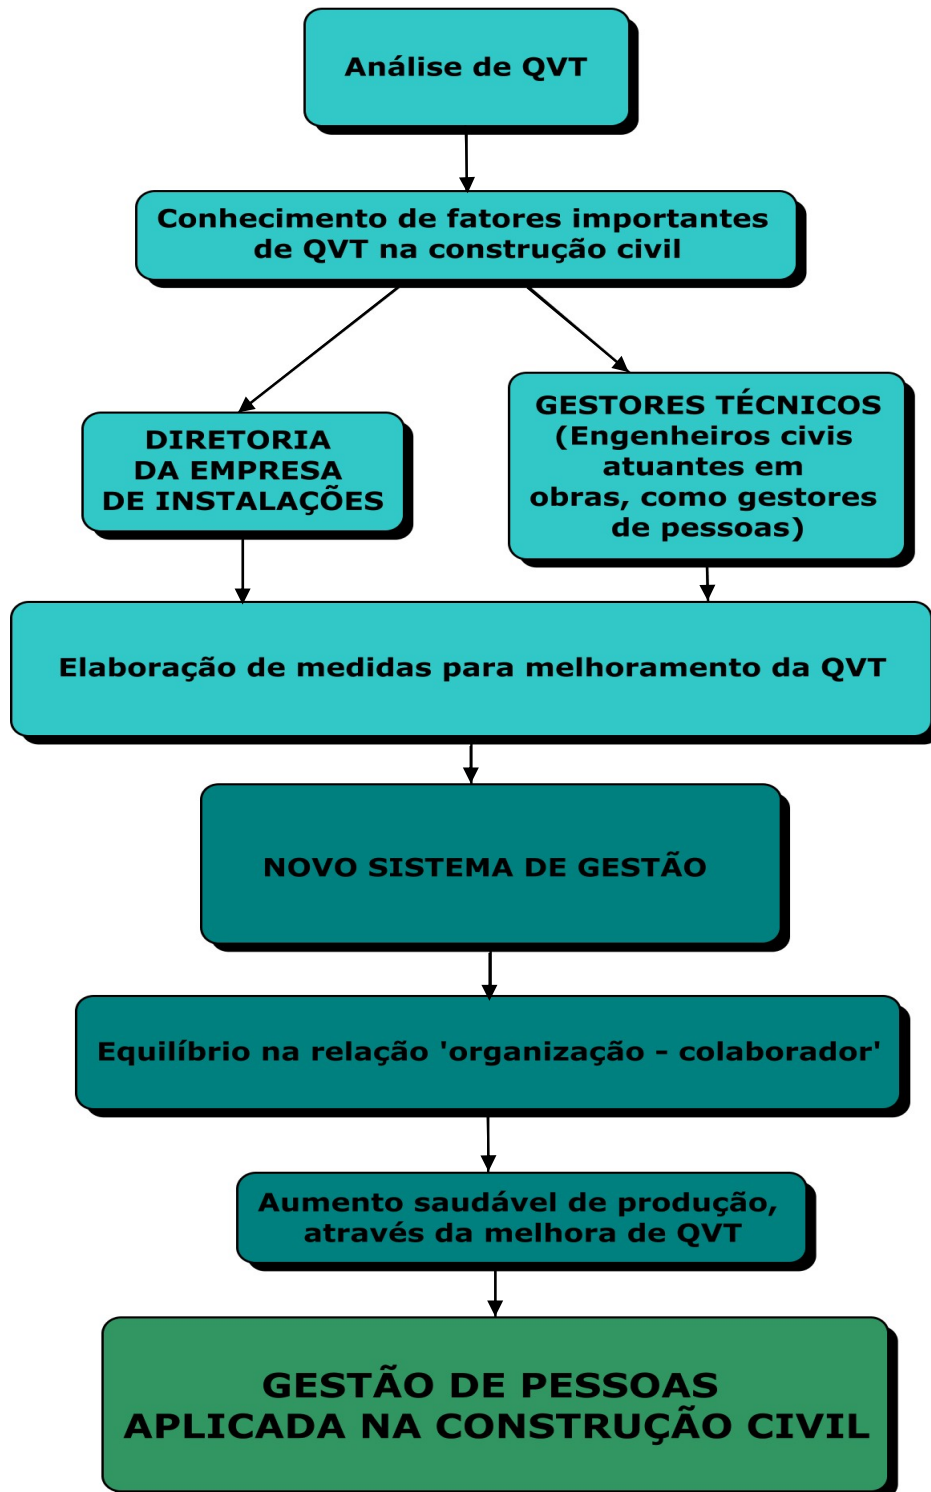 Análise de QVT
Conhecimento de fatores importantes
de QVT na construção civil
DIRETORIA
DA EMPRESA
DE INSTALAÇÕES
GESTORES TÉCNICOS
(Engenheiros civis
atuantes em
obras, como gestores
de pessoas)
Elaboração de medidas para melhoramento da QVT
NOVO SISTEMA DE GESTÃO
Equilíbrio na relação 'organização - colaborador'
Aumento saudável de produção,
através da melhora de QVT
GESTÃO DE PESSOAS
APLICADA NA CONSTRUÇÃO CIVIL